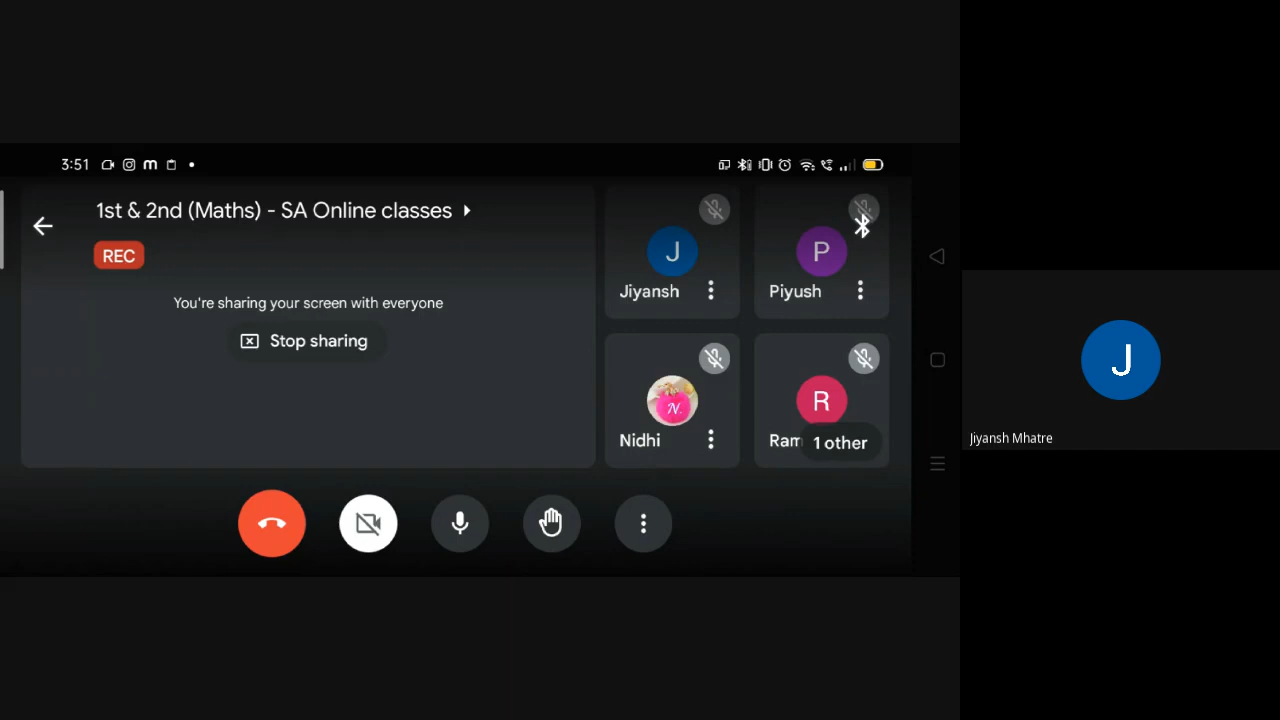 3:51
1st & 2nd (Maths) - SA Online classes
REC
You're sharing your screen with everyone
Stop sharing
J
Jiyansh
P
Piyush
N.
Nidhi
R
Ram
1 other
J
Jiyansh Mhatre